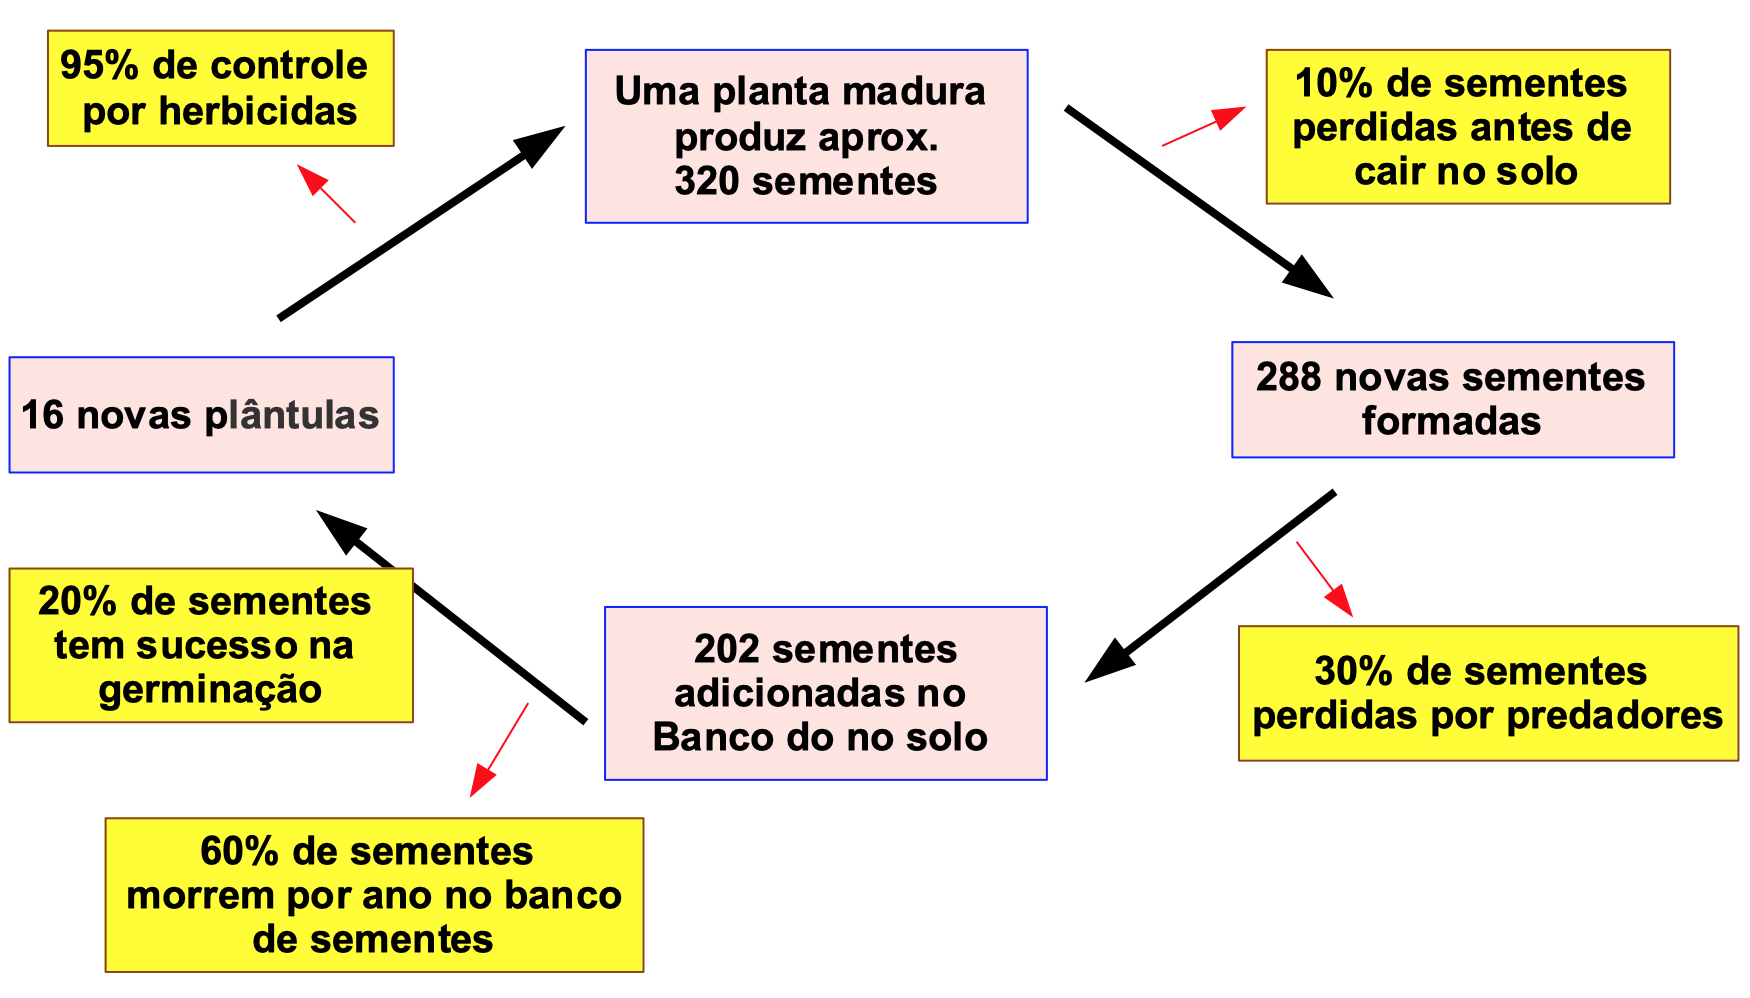 95% de controle
por herbicidas
Uma planta madura
produz aprox.
320 sementes
10% de sementes
perdidas antes de
cair no solo
16 novas plântulas
288 novas sementes
formadas
20% de sementes
tem sucesso na
germinação
202 sementes
adicionadas no
Banco do no solo
30% de sementes
perdidas por predadores
60% de sementes
morrem por ano no banco
de sementes